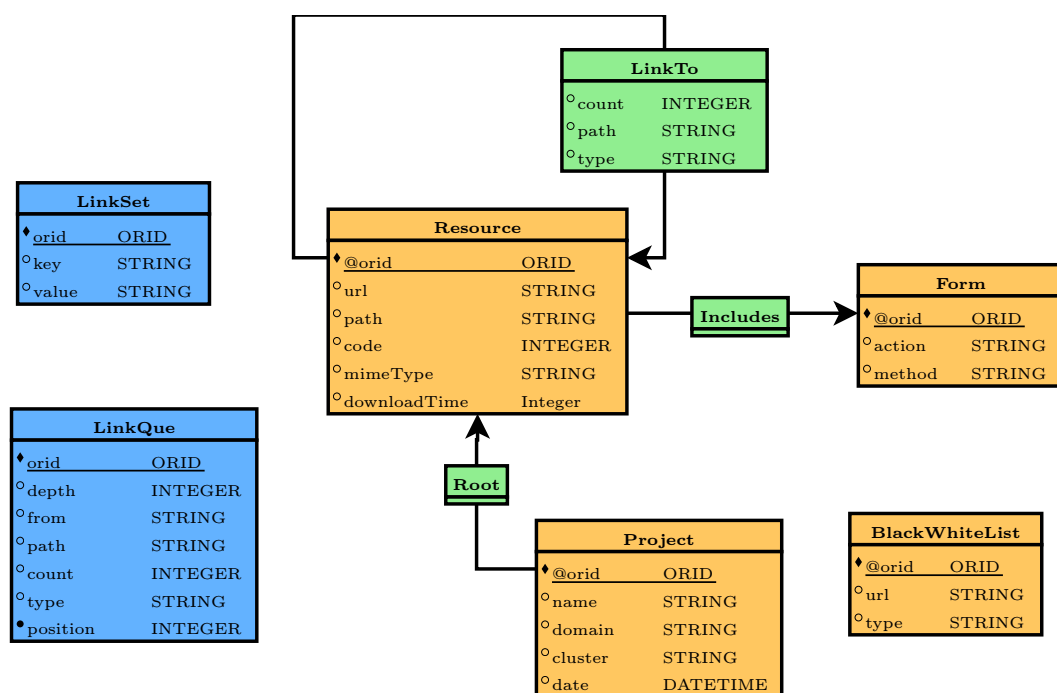 LinkTo
count INTEGER
path STRING
type STRING
LinkSet
orid ORID
key STRING
value STRING
Resource
@orid ORID
url STRING
path STRING
code INTEGER
mimeType STRING
downloadTime Integer
Includes
Form
@orid ORID
action STRING
method STRING
LinkQue
orid ORID
depth INTEGER
from STRING
path STRING
count INTEGER
type STRING
position INTEGER
Root
Project
@orid ORID
name STRING
domain STRING
cluster STRING
date DATETIME
BlackWhiteList
@orid ORID
url STRING
type STRING